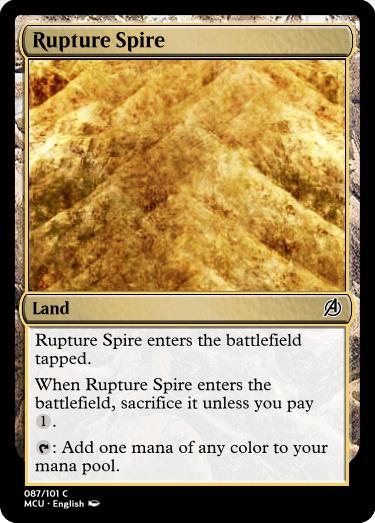 Rupture Spire
Land
Rupture Spire enters the battlefield
tapped.
When Rupture Spire enters the
battlefield, sacrifice it unless you pay
1.
: Add one mana of any color to your
mana pool.
087/101 C
MCU • English